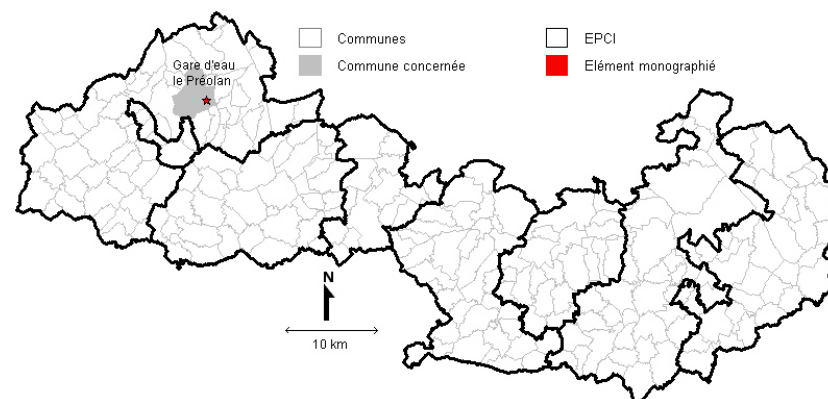 Communes
EPCI
Gare d'eau
le Préolan
Commune concernée
Elément monographié
N
10 km